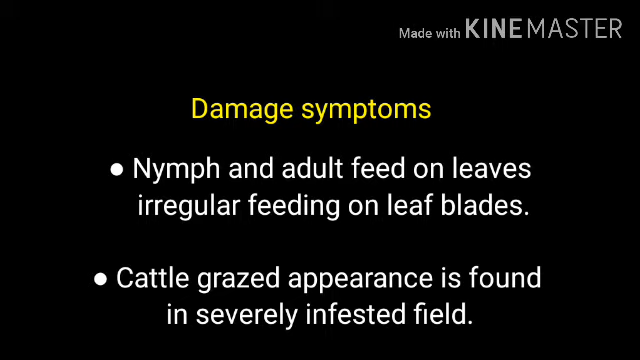 Made with KINEMASTER
Damage symptoms
● Nymph and adult feed on leaves
irregular feeding on leaf blades.
● Cattle grazed appearance is found
in severely infested field.